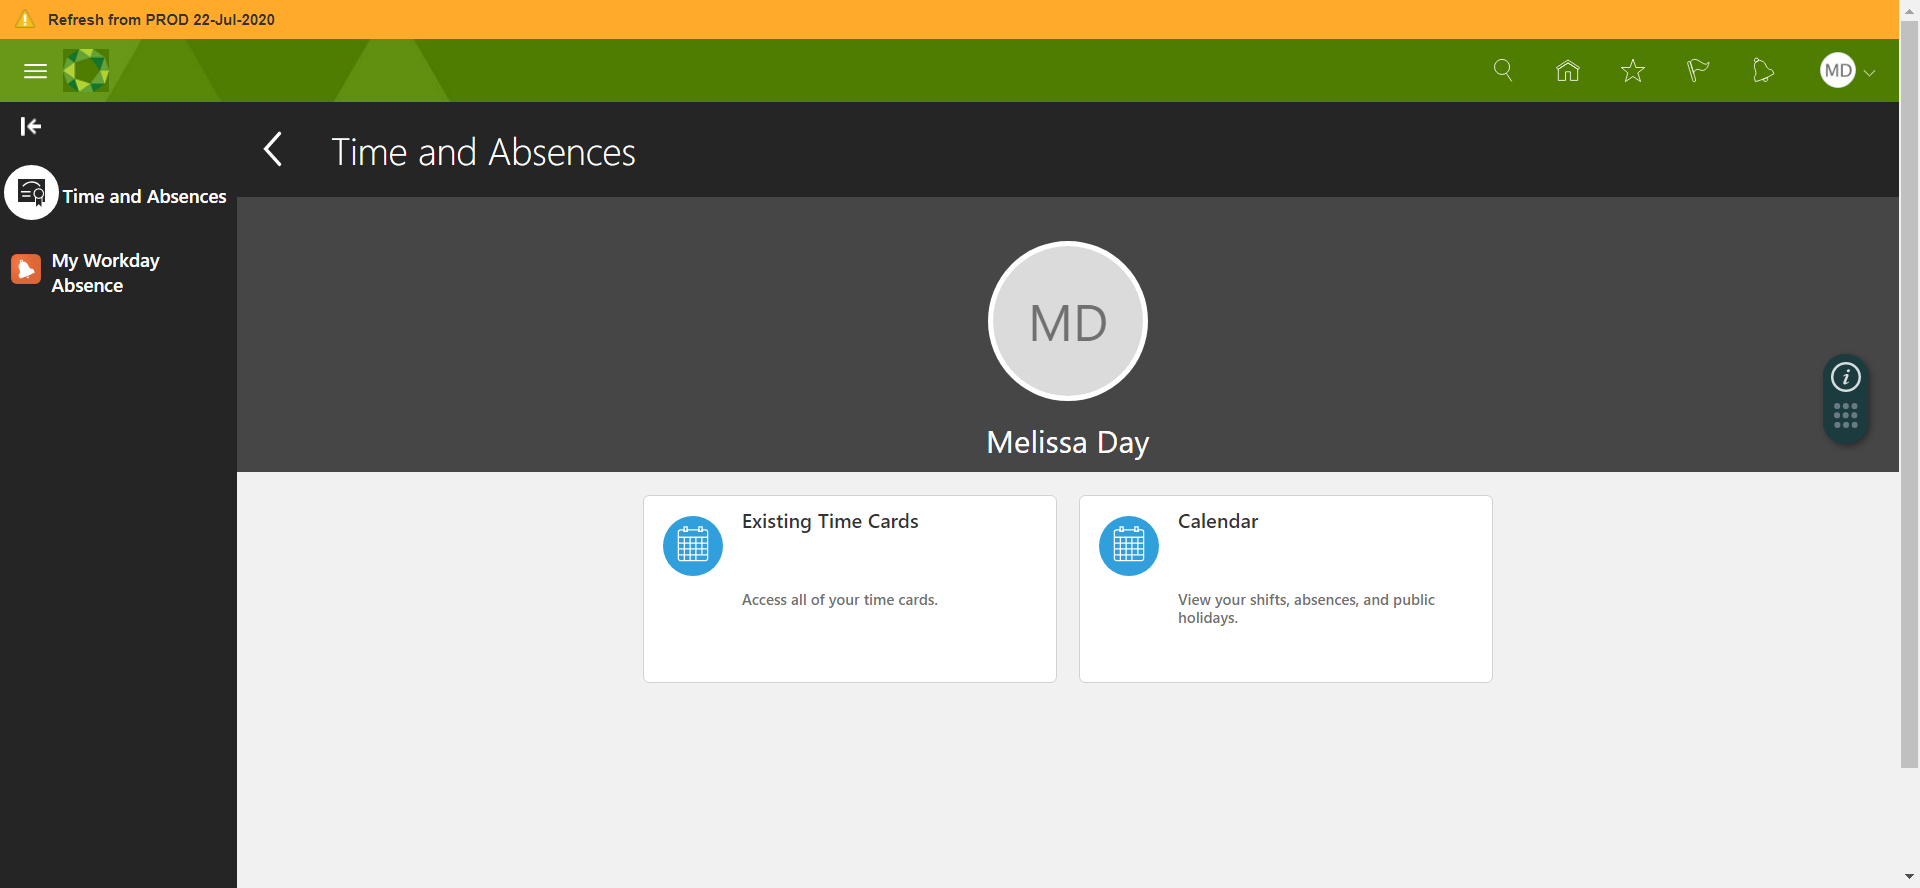 Refresh from PROD 22-Jul-2020
MD
Time and Absences
Time and Absences
My Workday
Absence
MD
Melissa Day
i
Existing Time Cards
Access all of your time cards.
Calendar
View your shifts, absences, and public
holidays.